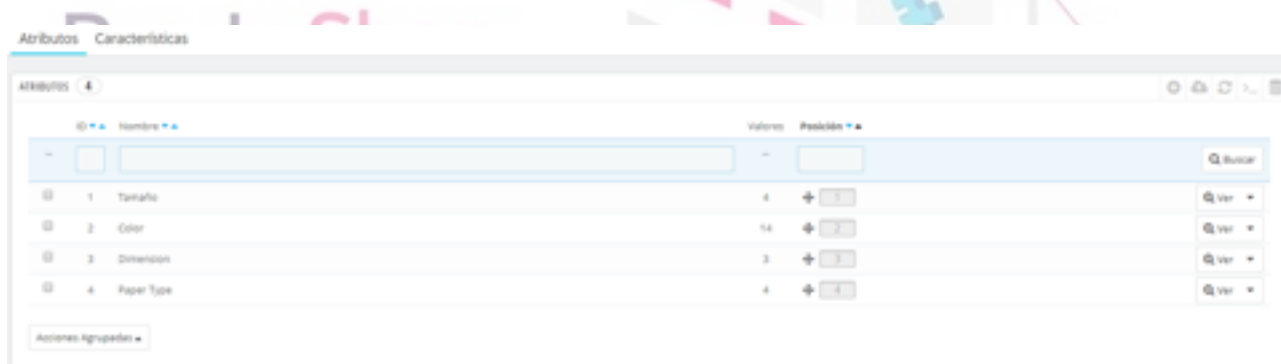 Atributos Características
ATRIBUTOS 4
ID Nombre Valores Posición
-- -- Buscar
1 Tamaño 4 1 Ver
2 Color 14 2 Ver
3 Dimension 3 3 Ver
4 Paper Type 4 4 Ver
Acciones Agrupadas